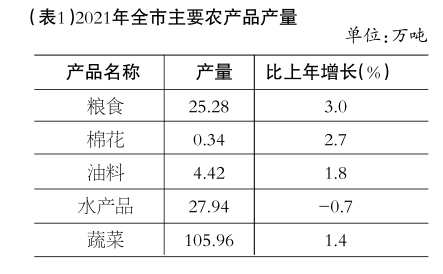 (表1)2021年全市主要农产品产量
单位:万吨
产品名称 产量 比上年增长(%)
粮食 25.28 3.0
棉花 0.34 2.7
油料 4.42 1.8
水产品 27.94 -0.7
蔬菜 105.96 1.4